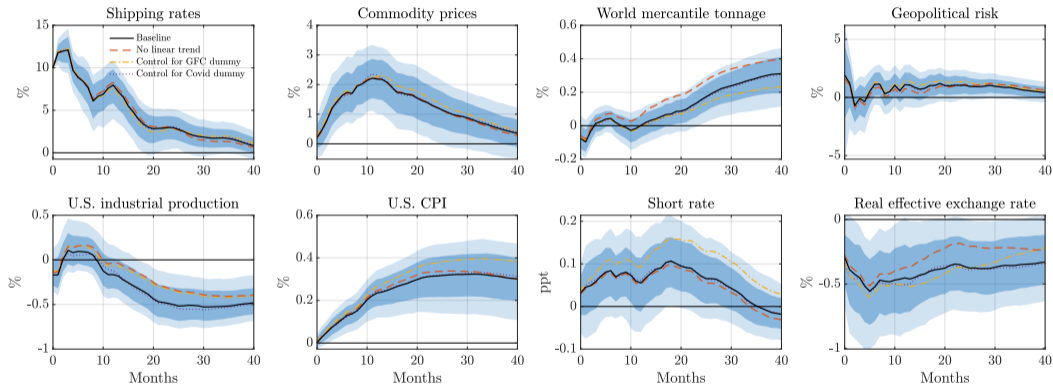 Shipping rates
Commodity prices
World mercantile tonnage
Geopolitical risk
Baseline
No linear trend
Control for GFC dummy
Control for Covid dummy
%
15
10
5
0
0 10 20 30 40
%
4
3
2
1
0
0 10 20 30 40
%
0.6
0.4
0.2
0
-0.2
0 10 20 30 40
%
5
0
-5
0 10 20 30 40
U.S. industrial production
U.S. CPI
Short rate
Real effective exchange rate
%
0.5
0
-0.5
-1
0 10 20 30 40
Months
%
0.4
0.2
0
0 10 20 30 40
Months
ppt
0.2
0.1
0
-0.1
0 10 20 30 40
Months
%
0
-0.5
-1
0 10 20 30 40
Months